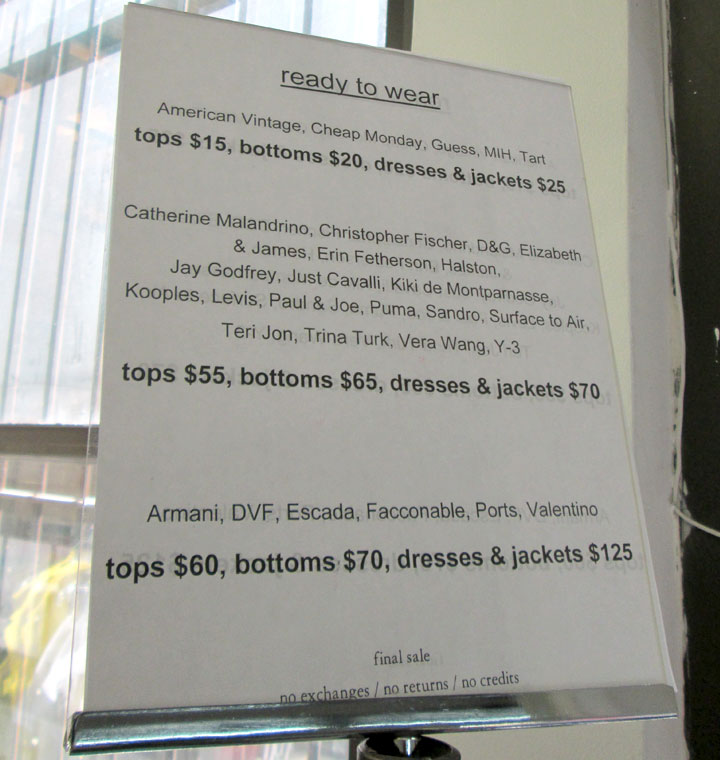 ready to wear
American Vintage, Cheap Monday, Guess, MIH, Tart
tops $15, bottoms $20, dresses & jackets $25
Catherine Malandrino, Christopher Fischer, D&G, Elizabeth
& James, Erin Fetherson, Halston,
Jay Godfrey, Just Cavalli, Kiki de Montparnasse,
Kooples, Levis, Paul & Joe, Puma, Sandro, Surface to Air,
Teri Jon, Trina Turk, Vera Wang, Y-3
tops $55, bottoms $65, dresses & jackets $70
Armani, DVF, Escada, Facconable, Ports, Valentino
tops $60, bottoms $70, dresses & jackets $125
final sale
no exchanges / no returns / no credits